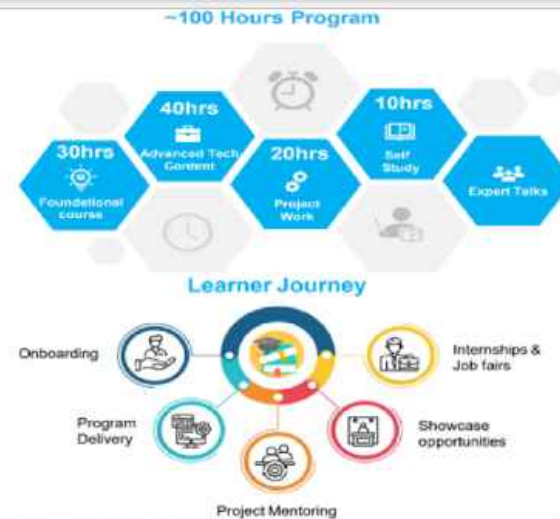 ~100 Hours Program
30hrs
Foundational
course
40hrs
Advanced Tech
Content
20hrs
Project
Work
10hrs
Self
Study
Expert Talks
Learner Journey
Onboarding
Program
Delivery
Project Mentoring
Showcase
opportunities
Internships &
Job fairs